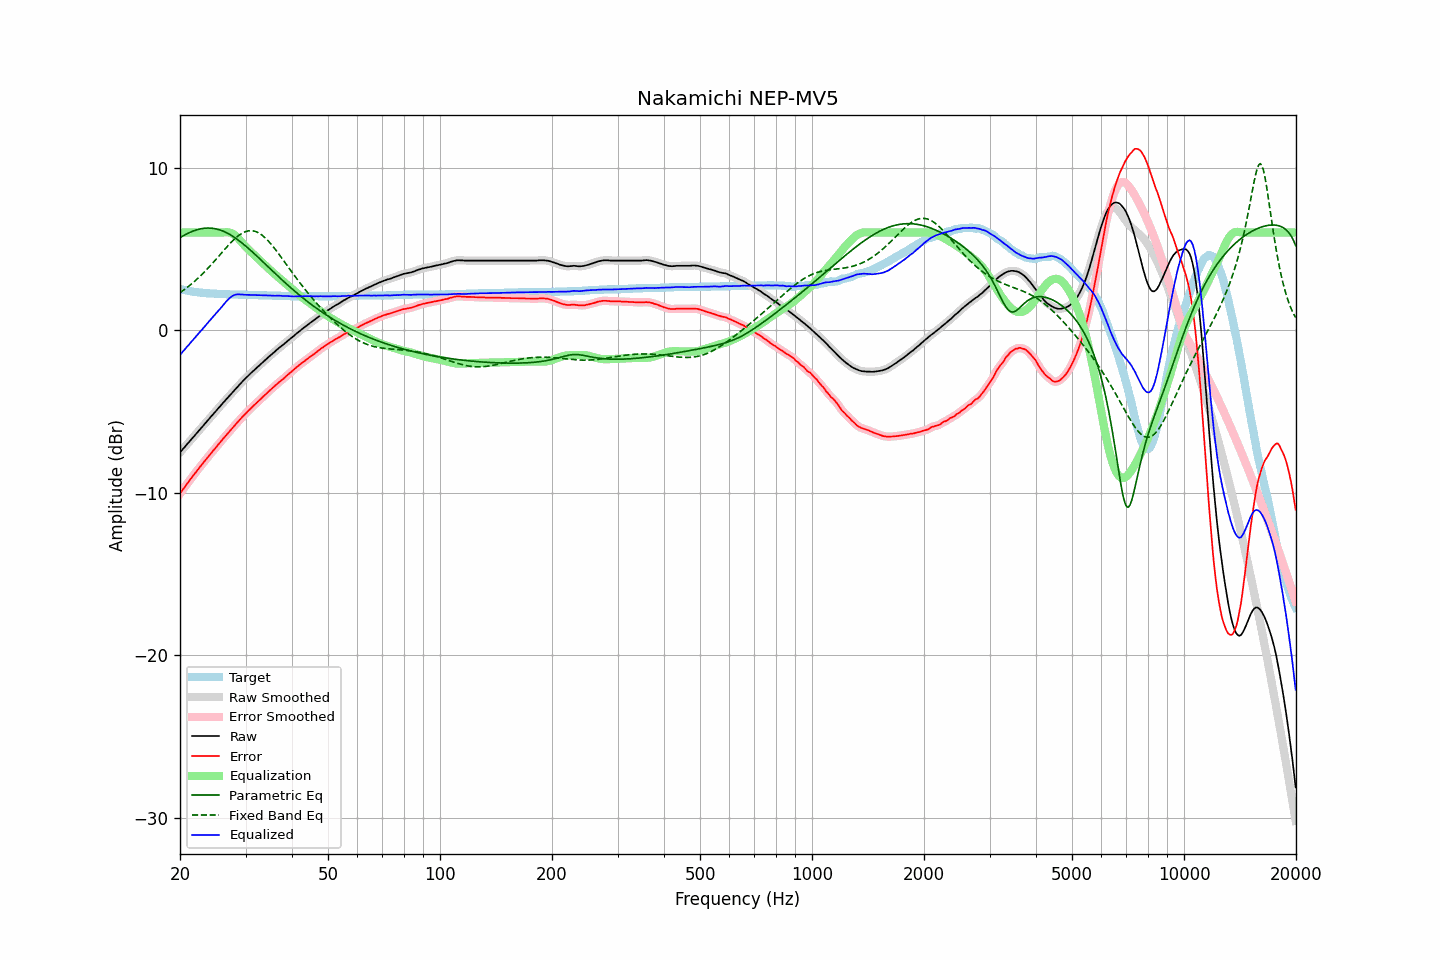 Nakamichi NEP-MV5
Amplitude (dBr)
10
0
−10
−20
−30
Target
Raw Smoothed
Error Smoothed
Raw
Error
Equalization
Parametric Eq
Fixed Band Eq
Equalized
20 50 100 200 500 1000 2000 5000 10000 20000
Frequency (Hz)